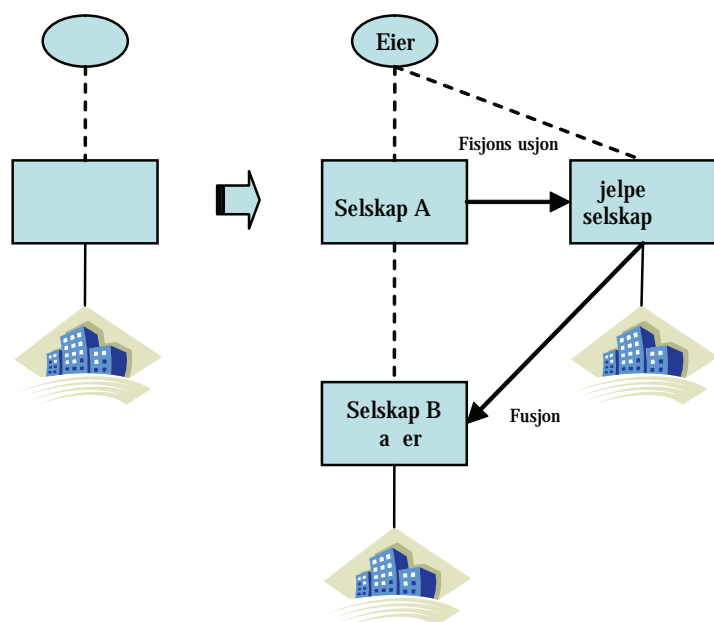 Eier
Fisjons usjon
Selskap A
jelpe
selskap
Selskap B
a er
Fusjon